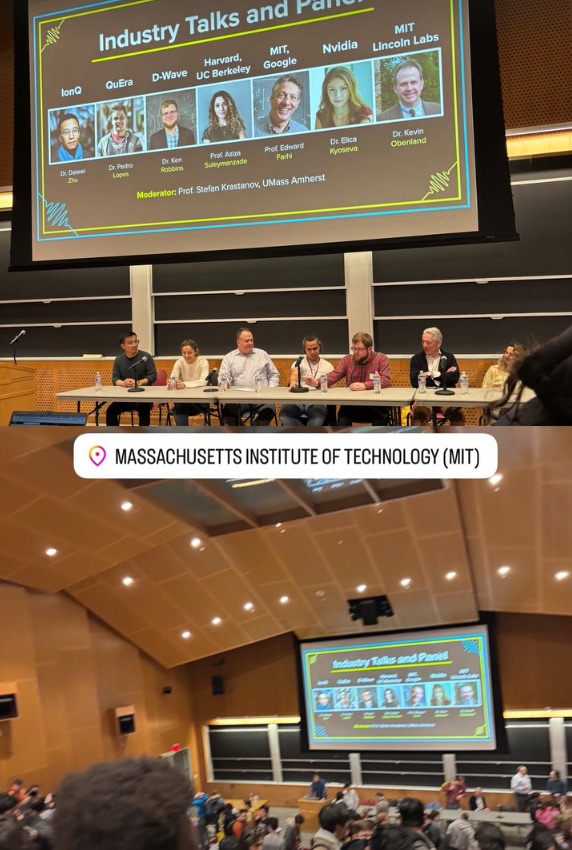 Industry Talks and Panel
IonQ QuEra D-Wave Harvard, UC Berkeley MIT, Google Nvidia MIT Lincoln Labs
Dr. Daiwei Zhu Dr. Pedro Lopes Dr. Ken Robbins Prof. Aziza Suleymanzade Prof. Edward Farhi Dr. Elica Kyoseva Dr. Kevin Obenland
Moderator: Prof. Stefan Krastanov, UMass Amherst
MASSACHUSETTS INSTITUTE OF TECHNOLOGY (MIT)
Industry Talks and Panel